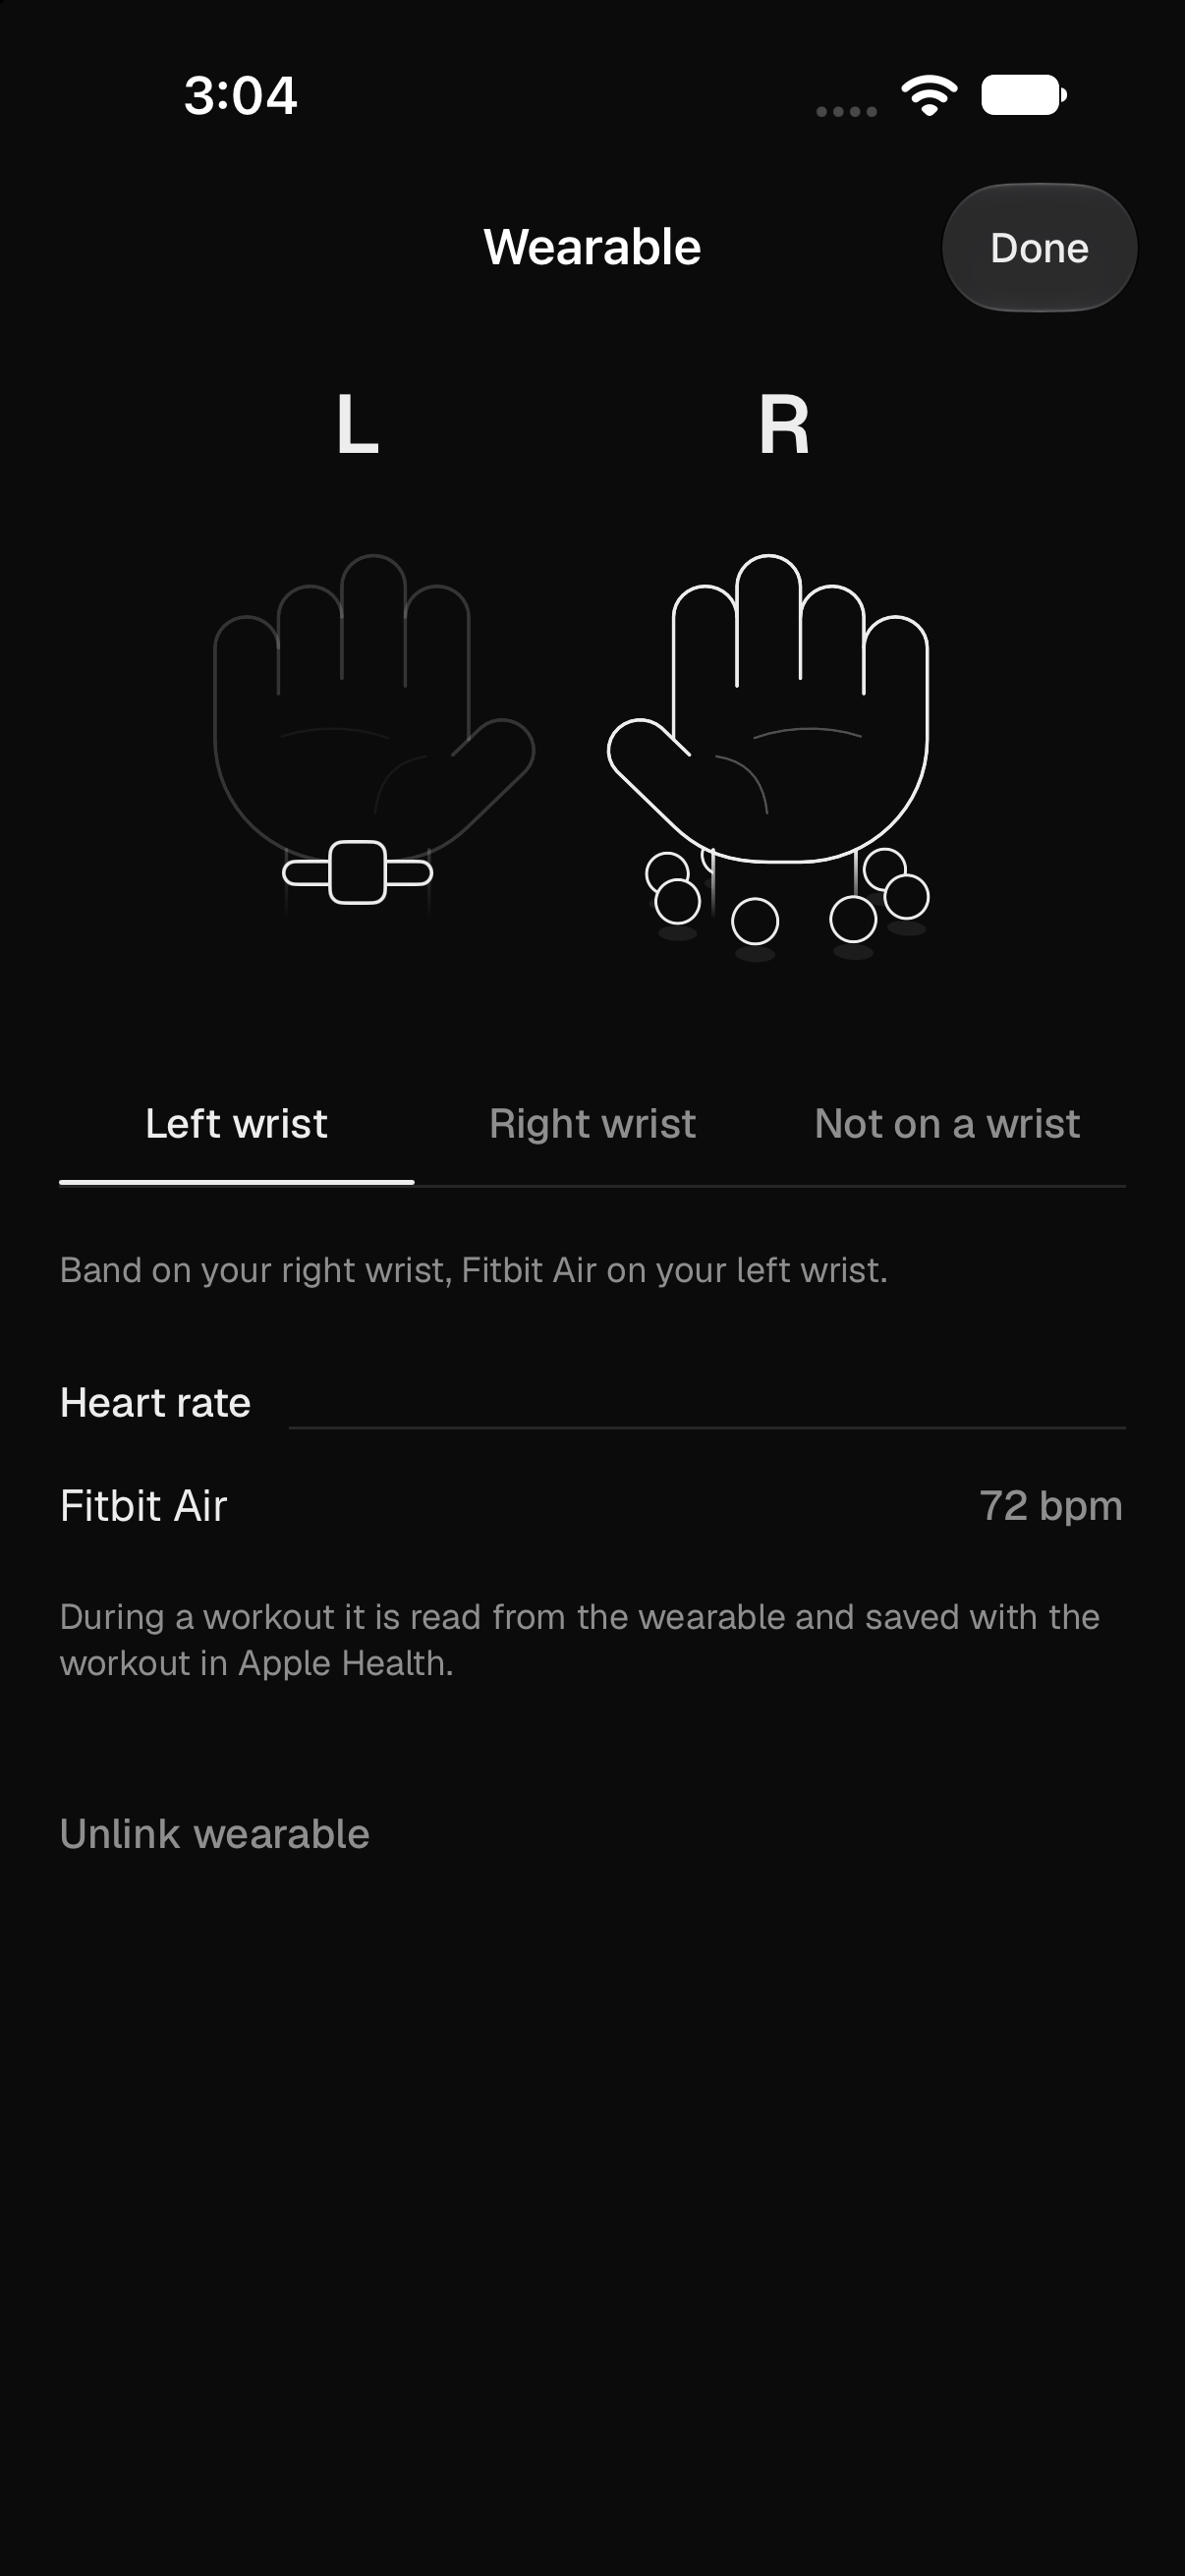 3:04
Wearable
Done
L
R
Left wrist
Right wrist
Not on a wrist
Band on your right wrist, Fitbit Air on your left wrist.
Heart rate
Fitbit Air
72 bpm
During a workout it is read from the wearable and saved with the
workout in Apple Health.
Unlink wearable